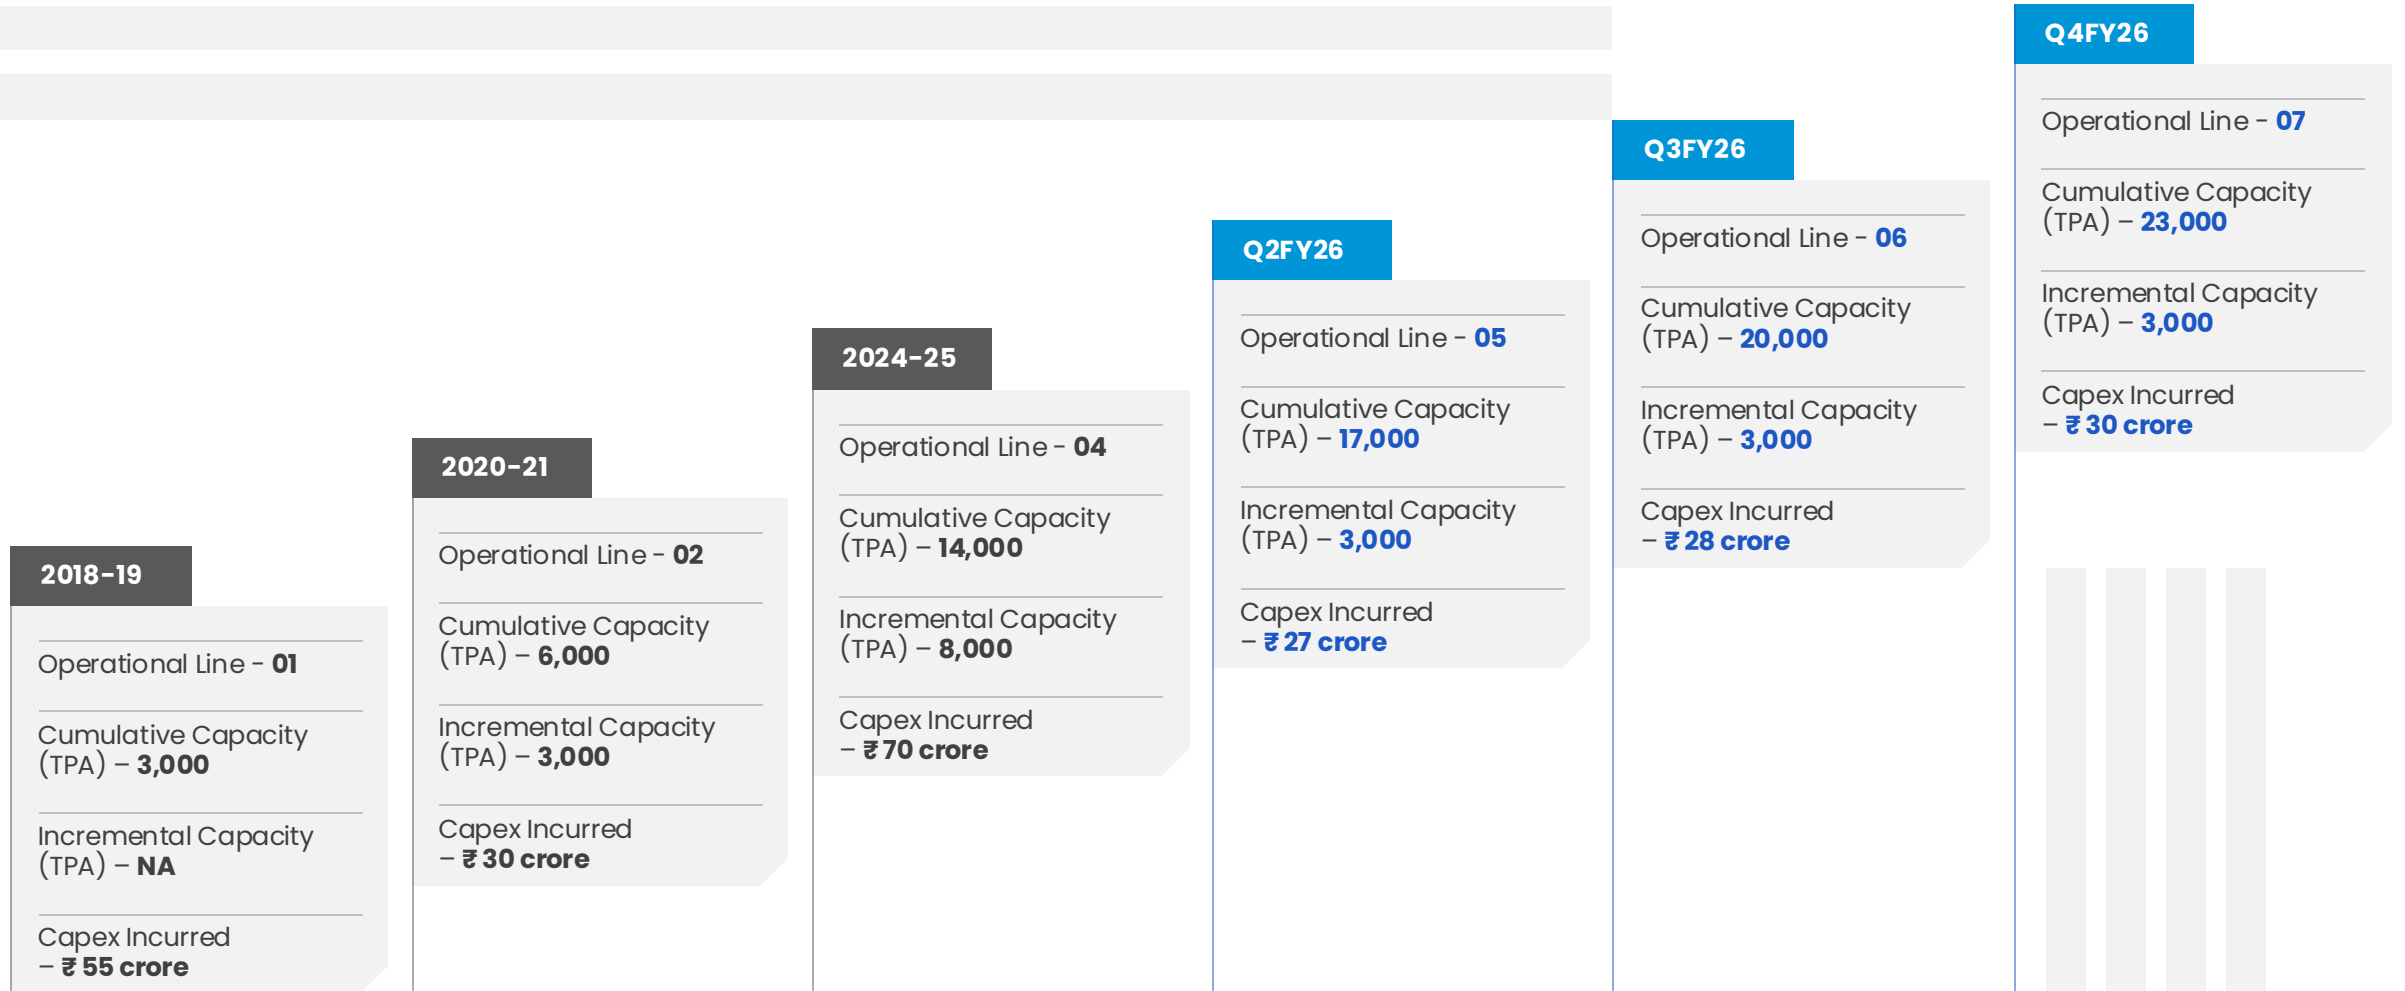 2018-19
Operational Line - 01
Cumulative Capacity
(TPA) – 3,000
Incremental Capacity
(TPA) – NA
Capex Incurred
– ₹ 55 crore
2020-21
Operational Line - 02
Cumulative Capacity
(TPA) – 6,000
Incremental Capacity
(TPA) – 3,000
Capex Incurred
– ₹ 30 crore
2024-25
Operational Line - 04
Cumulative Capacity
(TPA) – 14,000
Incremental Capacity
(TPA) – 8,000
Capex Incurred
– ₹ 70 crore
Q2FY26
Operational Line - 05
Cumulative Capacity
(TPA) – 17,000
Incremental Capacity
(TPA) – 3,000
Capex Incurred
– ₹ 27 crore
Q3FY26
Operational Line - 06
Cumulative Capacity
(TPA) – 20,000
Incremental Capacity
(TPA) – 3,000
Capex Incurred
– ₹ 28 crore
Q4FY26
Operational Line - 07
Cumulative Capacity
(TPA) – 23,000
Incremental Capacity
(TPA) – 3,000
Capex Incurred
– ₹ 30 crore